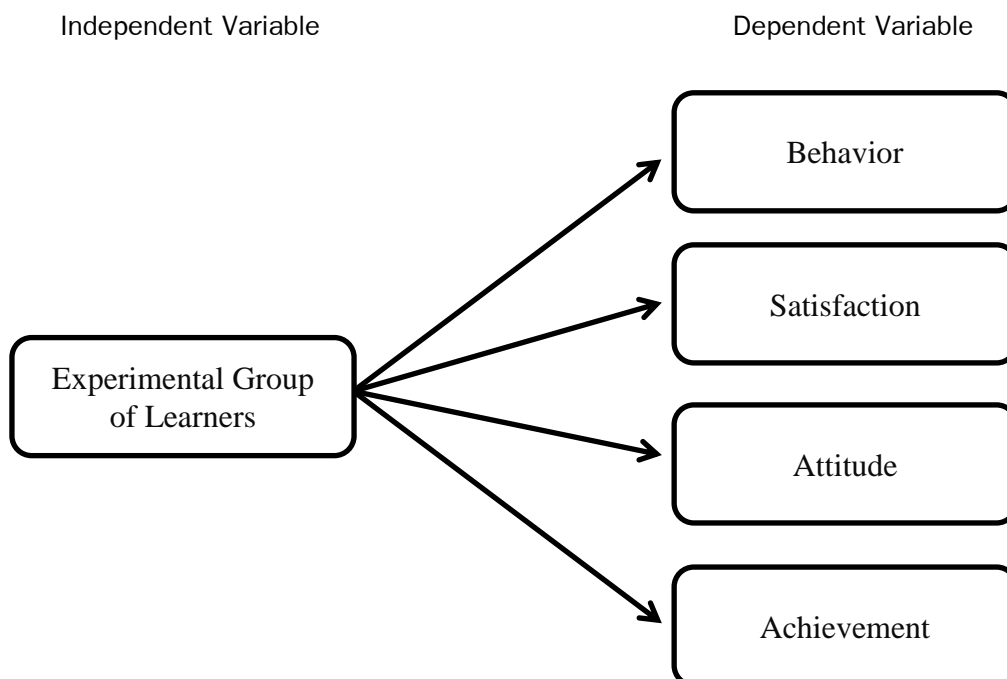 Independent Variable
Dependent Variable
Behavior
Satisfaction
Experimental Group
of Learners
Attitude
Achievement